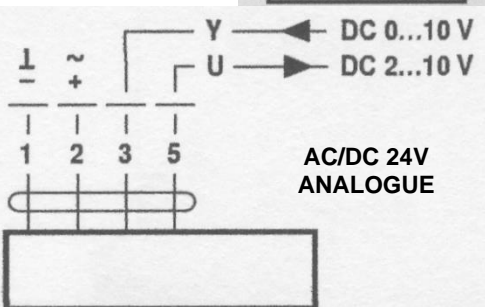 Y DC 0...10 V
U DC 2...10 V
⊥ ~
– +
1 2 3 5
AC/DC 24V
ANALOGUE